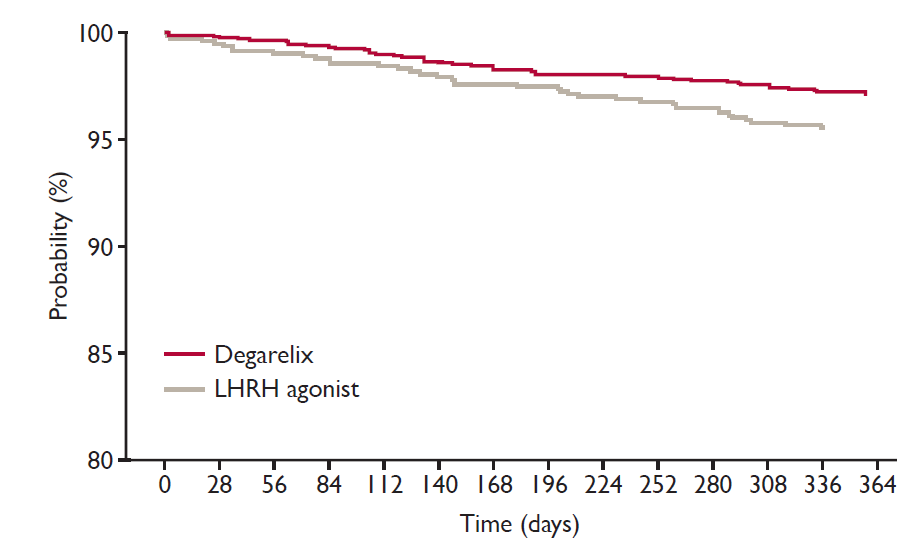 100
95
90
85
80
Probability (%)
Degarelix
LHRH agonist
0 28 56 84 112 140 168 196 224 252 280 308 336 364
Time (days)